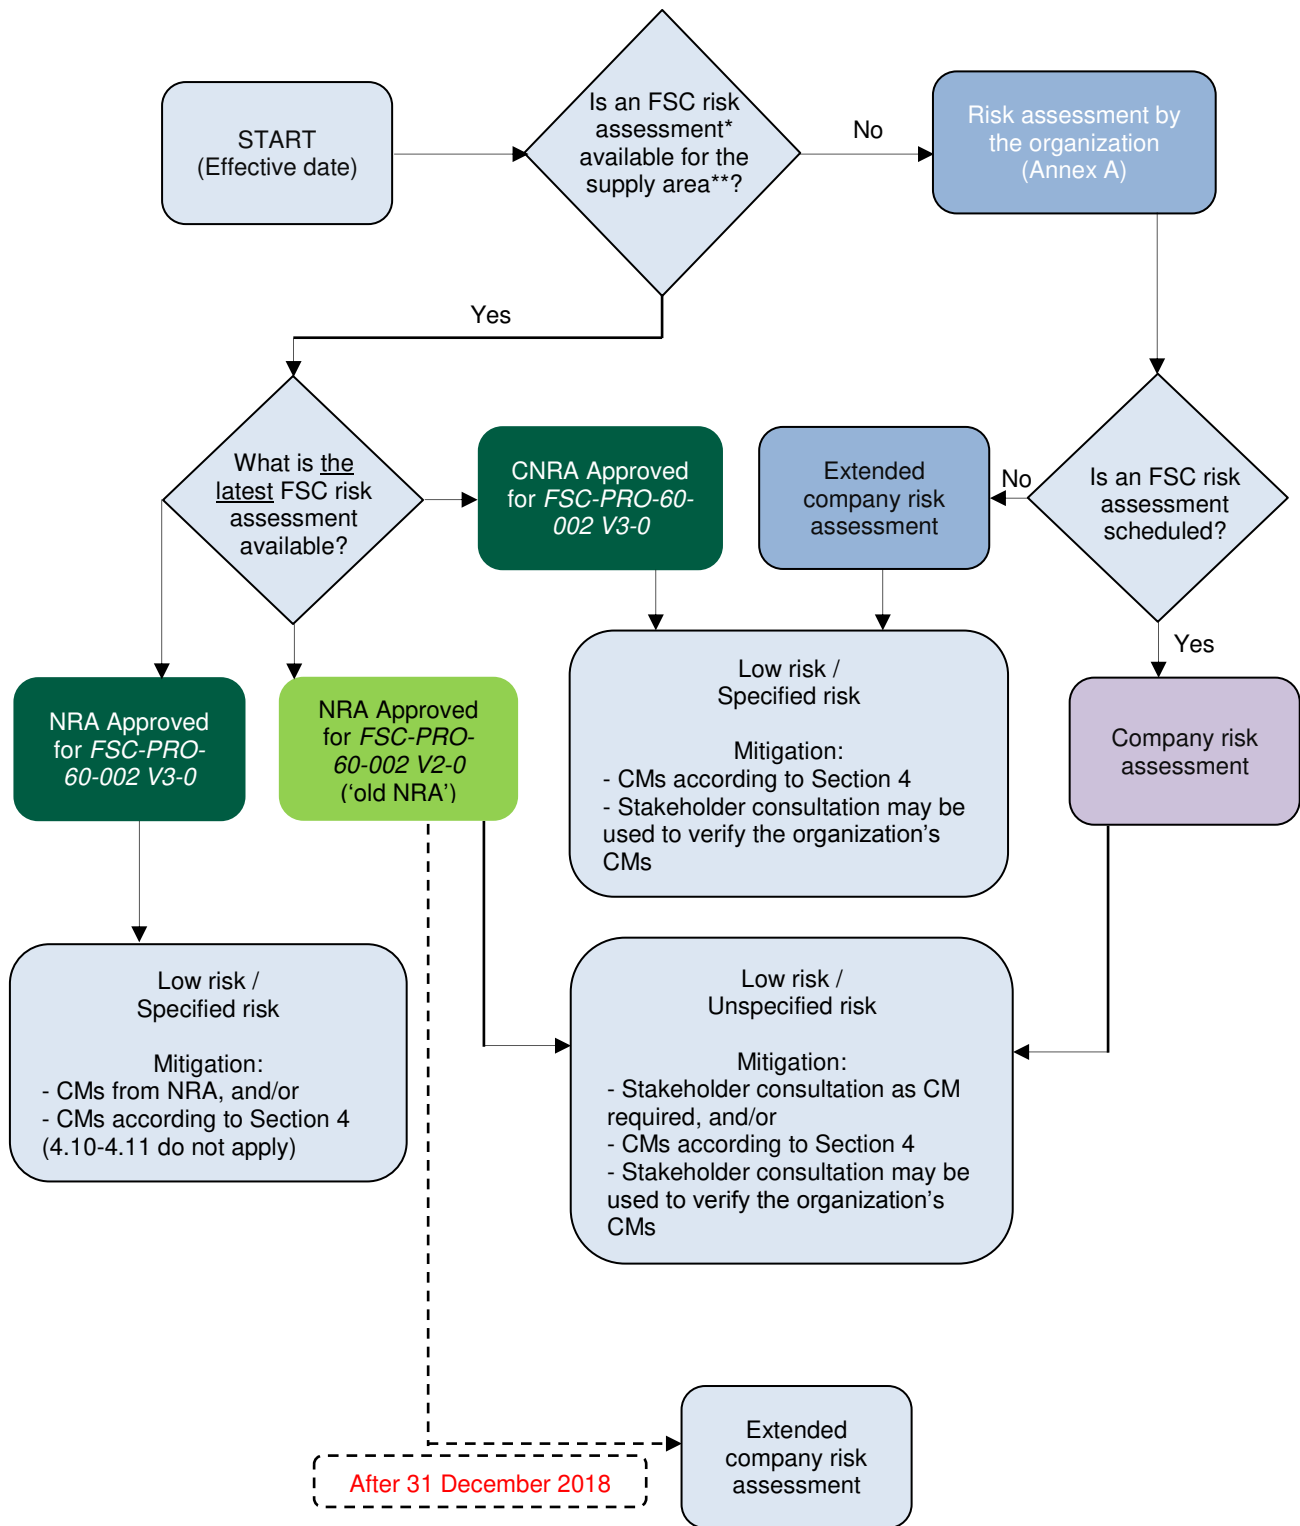 START
(Effective date)
Is an FSC risk
assessment*
available for the
supply area**?
No
Risk assessment by
the organization
(Annex A)
Yes
What is the
latest FSC risk
assessment
available?
CNRA Approved
for FSC-PRO-60-
002 V3-0
Extended
company risk
assessment
No
Is an FSC risk
assessment
scheduled?
Yes
NRA Approved
for FSC-PRO-
60-002 V3-0
NRA Approved
for FSC-PRO-
60-002 V2-0
('old NRA')
Low risk /
Specified risk
Mitigation:
- CMs according to Section 4
- Stakeholder consultation may be
used to verify the organization's
CMs
Company risk
assessment
Low risk /
Specified risk
Mitigation:
- CMs from NRA, and/or
- CMs according to Section 4
(4.10-4.11 do not apply)
Low risk /
Unspecified risk
Mitigation:
- Stakeholder consultation as CM
required, and/or
- CMs according to Section 4
- Stakeholder consultation may be
used to verify the organization's
CMs
After 31 December 2018
Extended
company risk
assessment